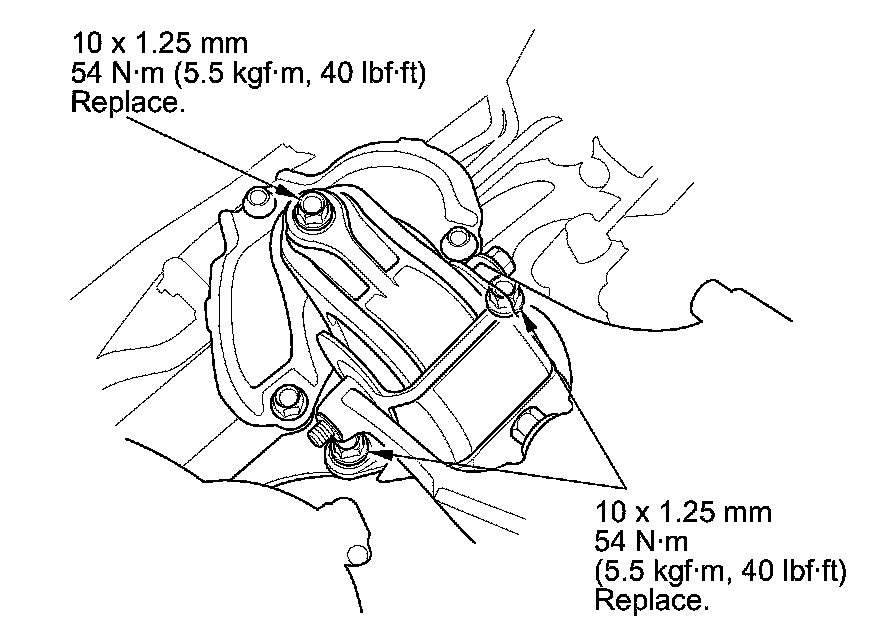 10 x 1.25 mm
54 N·m (5.5 kgf·m, 40 lbf·ft)
Replace.
10 x 1.25 mm
54 N·m
(5.5 kgf·m, 40 lbf·ft)
Replace.